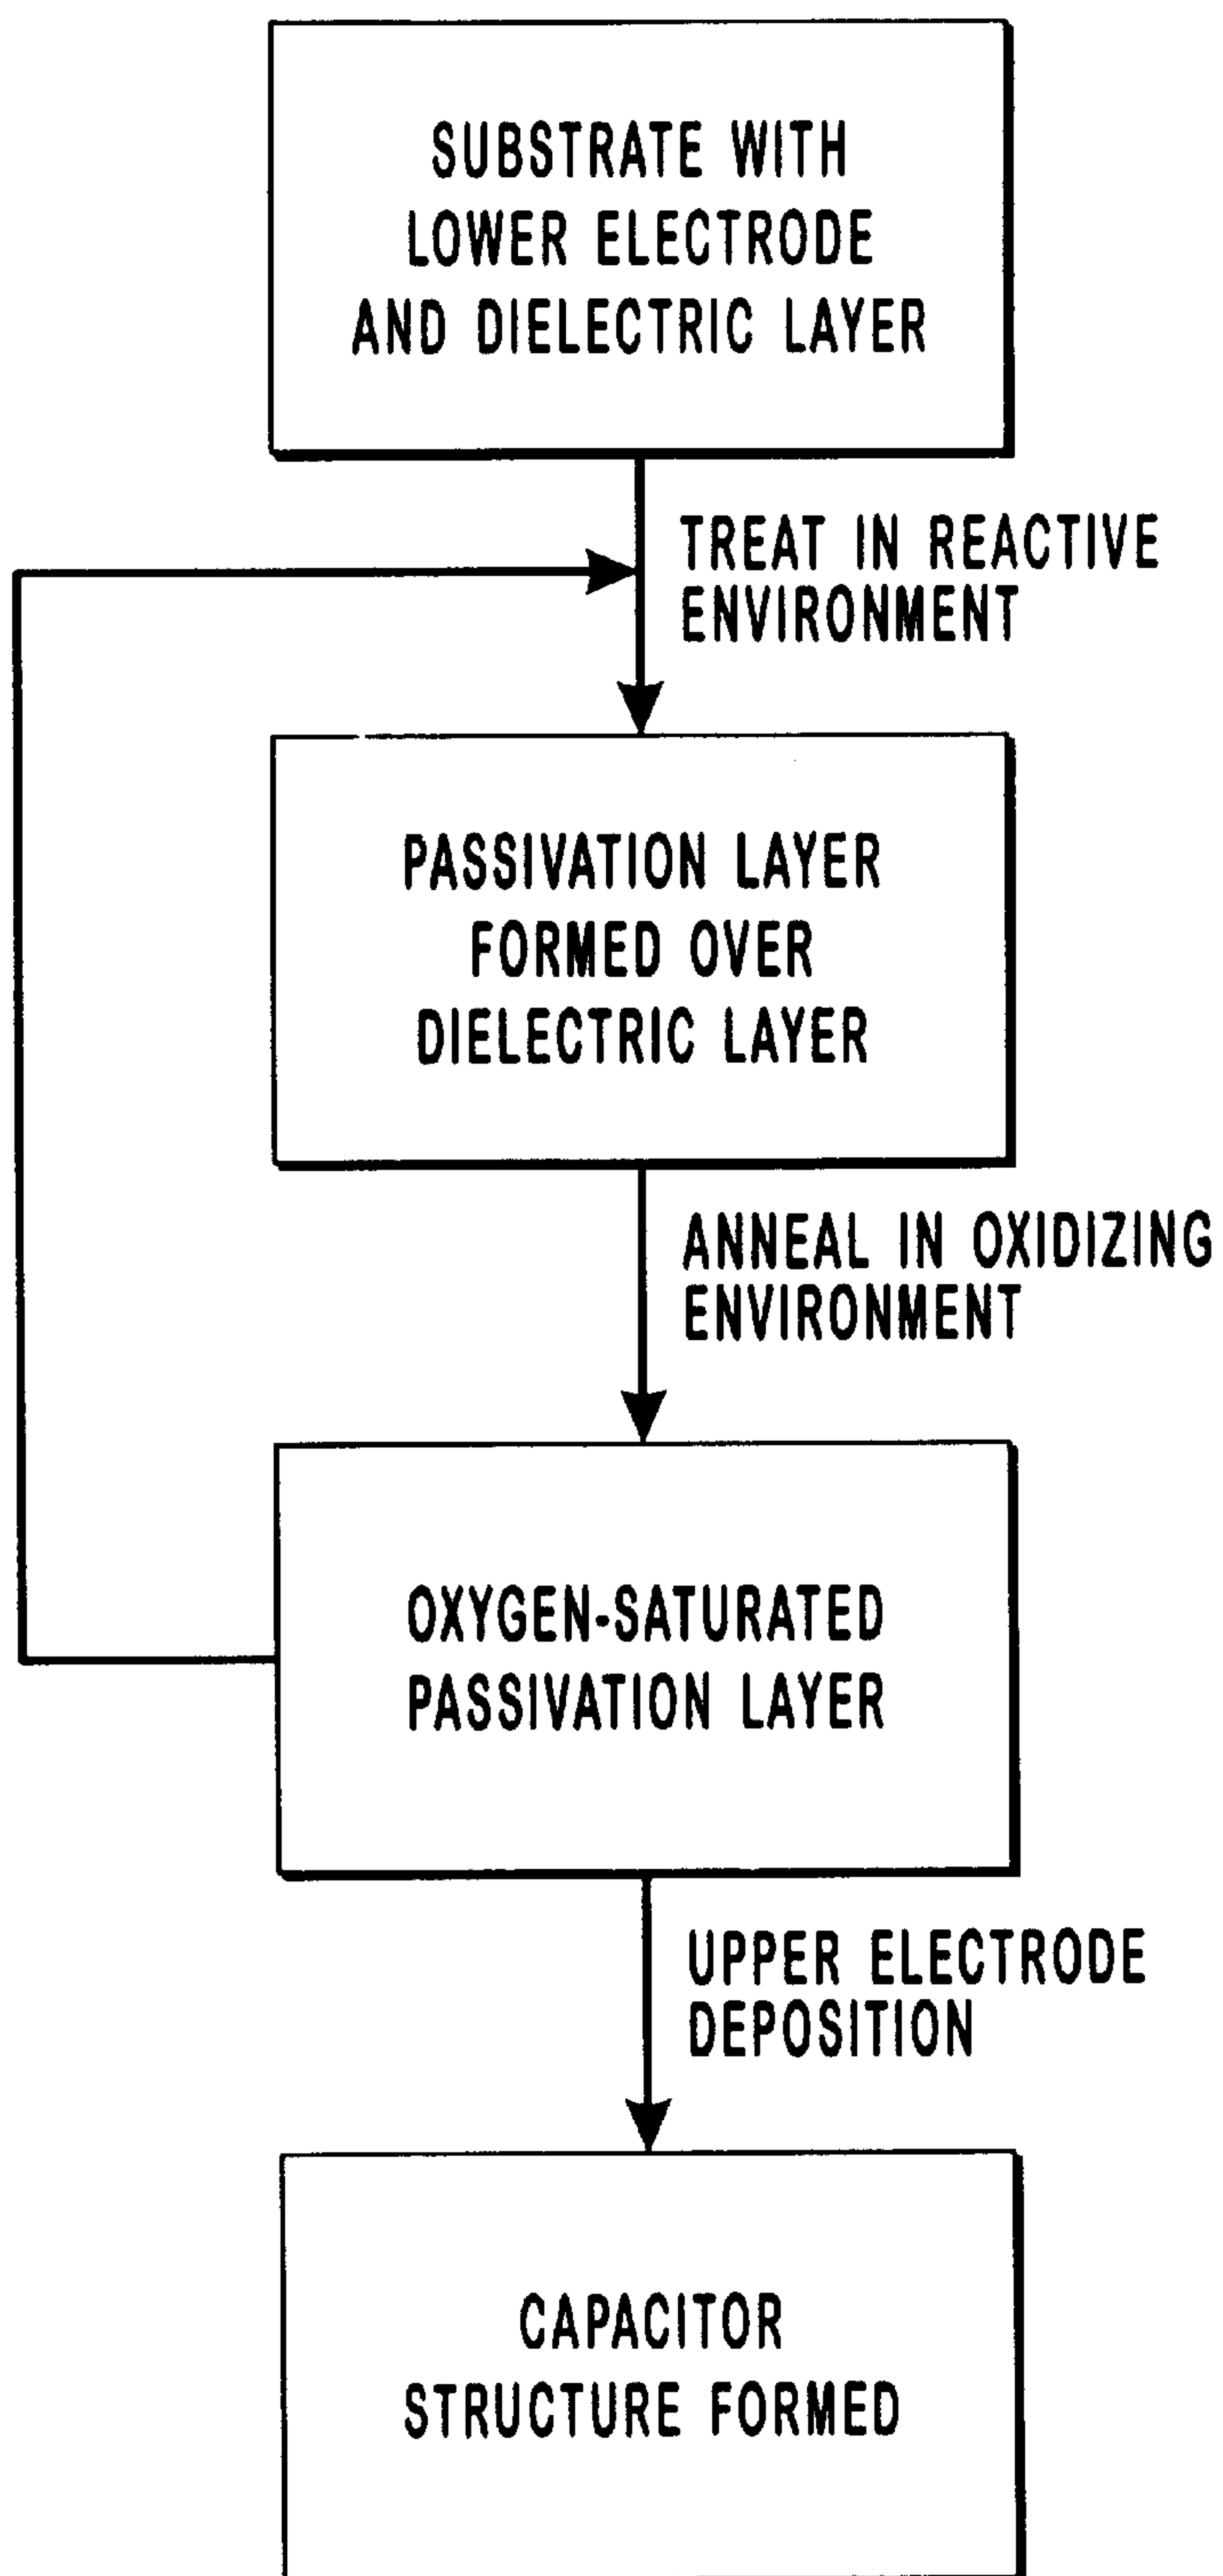 SUBSTRATE WITH
LOWER ELECTRODE
AND DIELECTRIC LAYER
TREAT IN REACTIVE
ENVIRONMENT
PASSIVATION LAYER
FORMED OVER
DIELECTRIC LAYER
ANNEAL IN OXIDIZING
ENVIRONMENT
OXYGEN-SATURATED
PASSIVATION LAYER
UPPER ELECTRODE
DEPOSITION
CAPACITOR
STRUCTURE FORMED